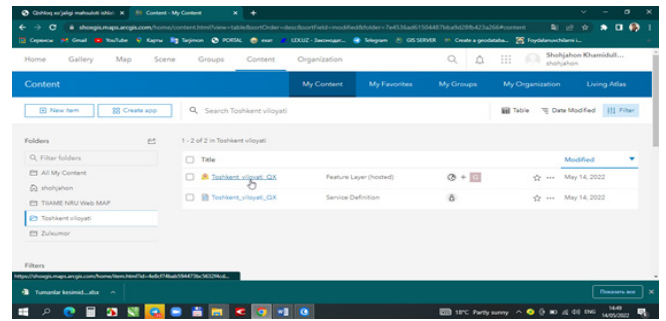 Qishloq xo'jaligi mahsuloti ishlo
Content - My Content
shoxgis.maps.arcgis.com/home/content.html?view=table&sortOrder=desc&sortField=modified&folder=
Сервисы Gmail YouTube Карты Tarjimon PORTAL LEX.UZ - Законодат... Telegram GIS SERVER Create a geodataba... Foydalanuvchilarni i...
Home Gallery Map Scene Groups Content Organization Shohjahon Khamidull...
shohjahon
Content My Content My Favorites My Groups My Organization Living Atlas
New item Create app Search Toshkent viloyati Table Date Modified Filter
Folders 1 - 2 of 2 in Toshkent viloyati
Filter folders Title Modified
All My Content Toshkent_viloyati_QX Feature Layer (hosted) May 14, 2022
shohjahon Toshkent_viloyati_QX Service Definition May 14, 2022
TIIAME NRU Web MAP
Toshkent viloyati
Zulxumor
Filters
Tumanlar kesimid....xlsx Показать все
18°C Partly sunny ENG 14:49
14/05/2022